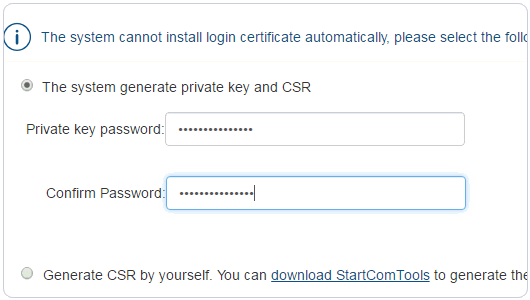 The system cannot install login certificate automatically, please select the
The system generate private key and CSR
Private key password:
Confirm Password:
Generate CSR by yourself. You can download StartComTools to generate the